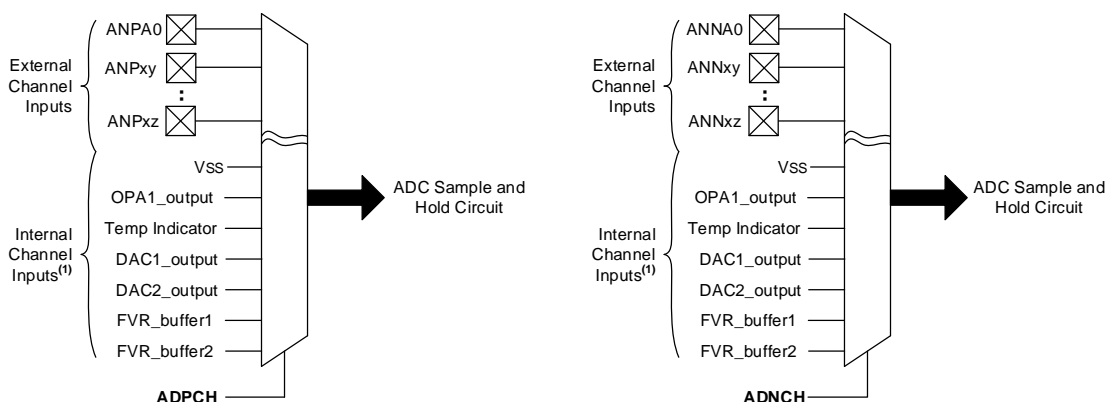 ANPA0
ANPxy
ANPxz
External
Channel
Inputs
VSS
OPA1_output
Temp Indicator
DAC1_output
DAC2_output
FVR_buffer1
FVR_buffer2
Internal
Channel
Inputs(1)
ADC Sample and
Hold Circuit
ADPCH
ANNA0
ANNxy
ANNxz
External
Channel
Inputs
VSS
OPA1_output
Temp Indicator
DAC1_output
DAC2_output
FVR_buffer1
FVR_buffer2
Internal
Channel
Inputs(1)
ADC Sample and
Hold Circuit
ADNCH